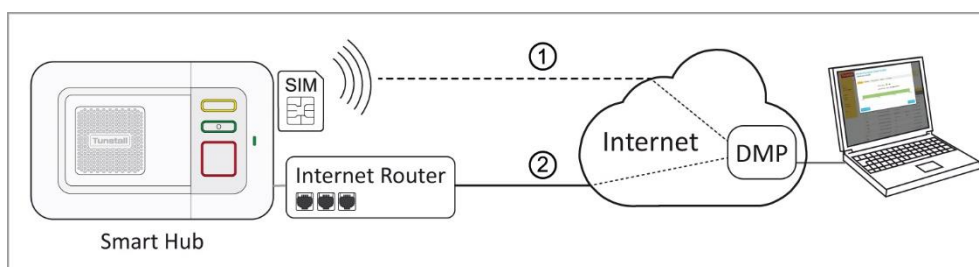 ①
SIM
Tunstall
Internet
DMP
②
Internet Router
Smart Hub